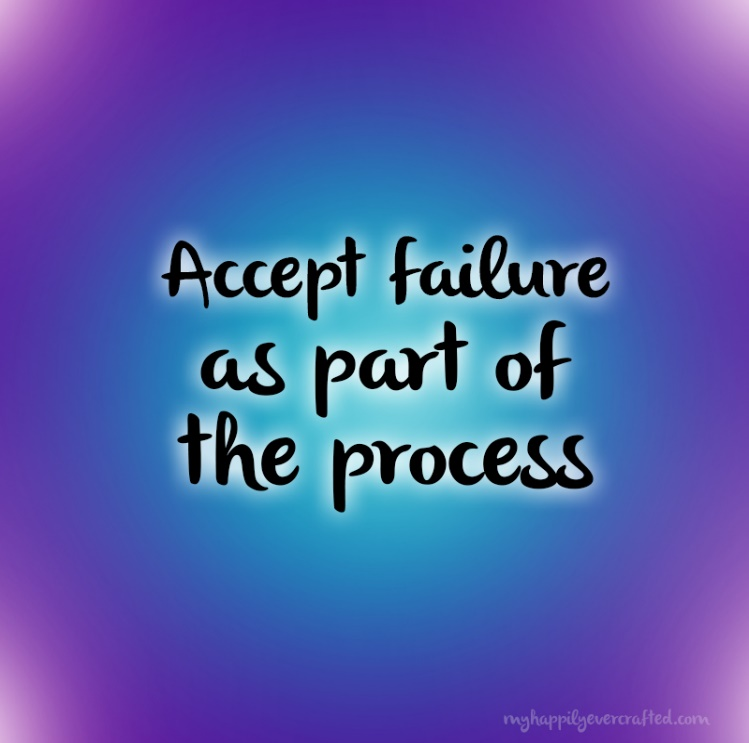 Accept failure
as part of
the process
myhappilyevercrafted.com